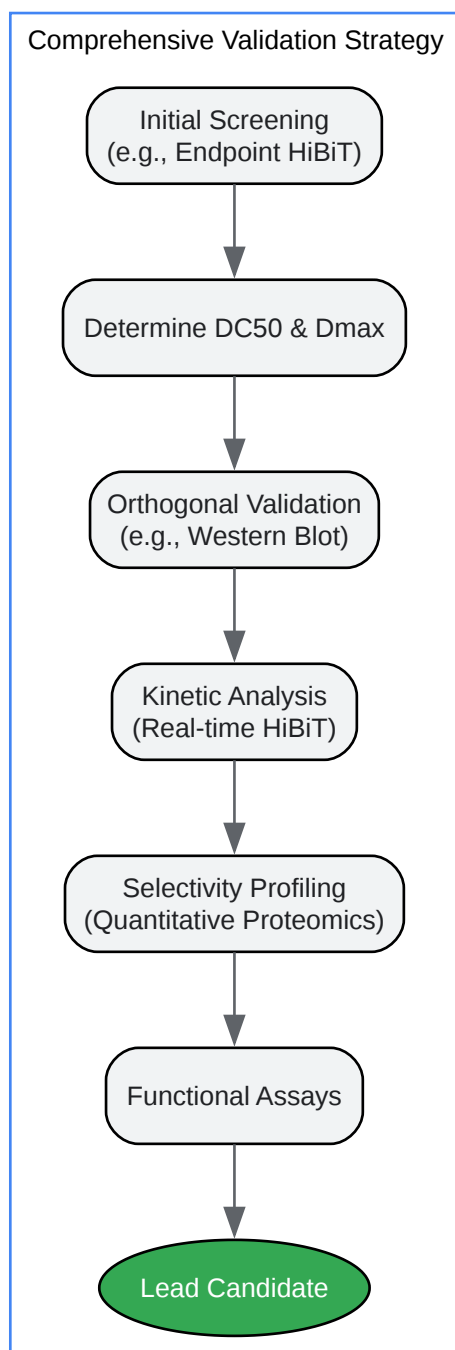 Comprehensive Validation Strategy
Initial Screening
(e.g., Endpoint HiBiT)
Determine DC50 & Dmax
Orthogonal Validation
(e.g., Western Blot)
Kinetic Analysis
(Real-time HiBiT)
Selectivity Profiling
(Quantitative Proteomics)
Functional Assays
Lead Candidate